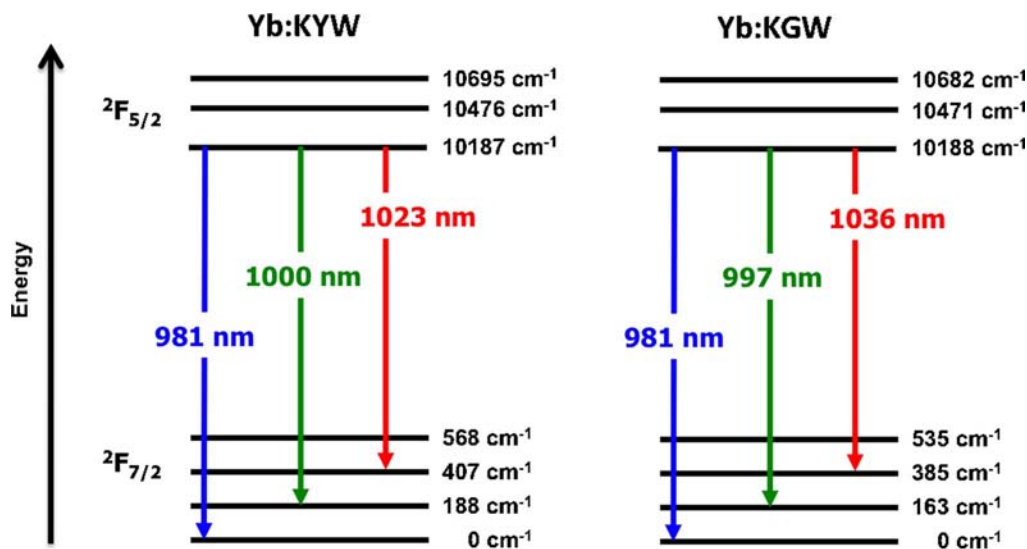 Yb:KYW
Yb:KGW
Energy
²F₅/₂
10695 cm⁻¹
10476 cm⁻¹
10187 cm⁻¹
1023 nm
1000 nm
981 nm
²F₇/₂
568 cm⁻¹
407 cm⁻¹
188 cm⁻¹
0 cm⁻¹
10682 cm⁻¹
10471 cm⁻¹
10188 cm⁻¹
1036 nm
997 nm
981 nm
535 cm⁻¹
385 cm⁻¹
163 cm⁻¹
0 cm⁻¹